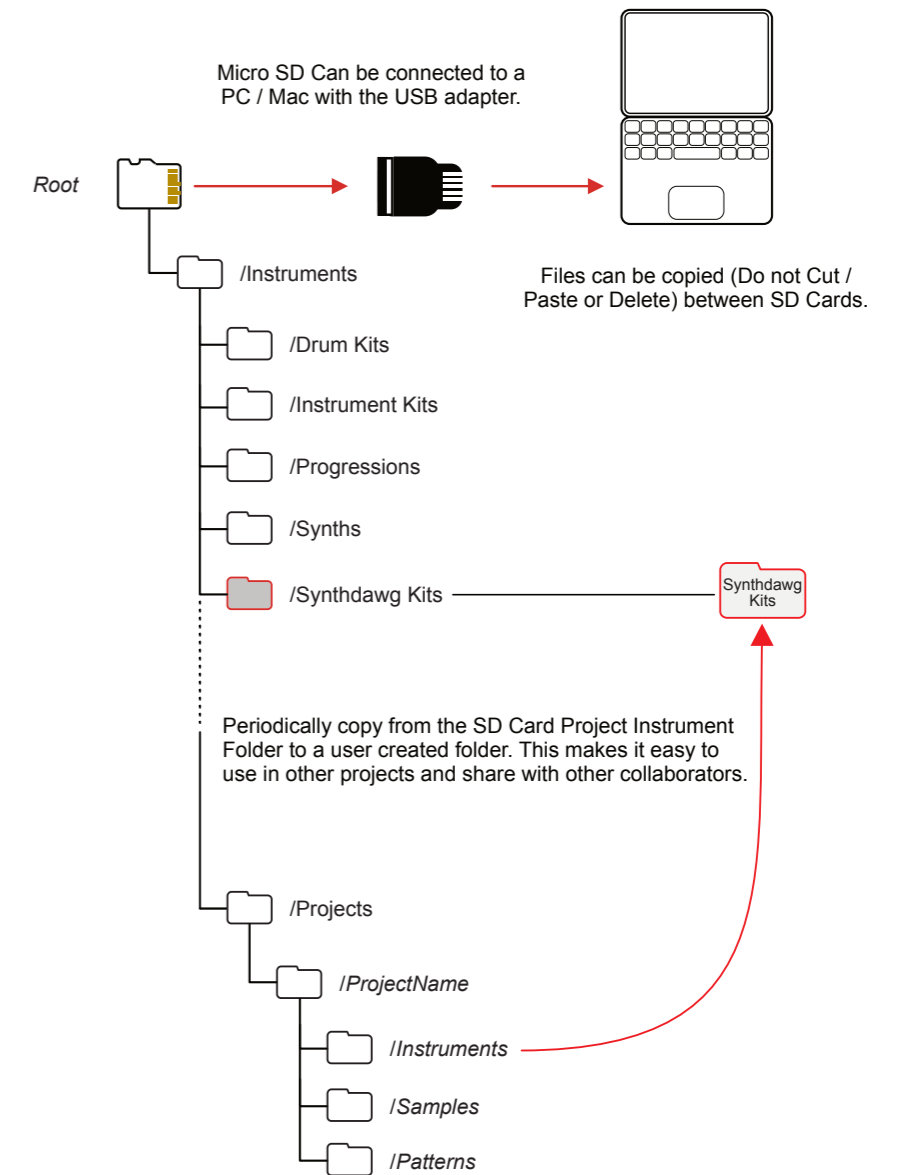 Micro SD Can be connected to a
PC / Mac with the USB adapter.
Root
/Instruments
Files can be copied (Do not Cut /
Paste or Delete) between SD Cards.
/Drum Kits
/Instrument Kits
/Progressions
/Synths
/Synthdawg Kits
Synthdawg
Kits
Periodically copy from the SD Card Project Instrument
Folder to a user created folder. This makes it easy to
use in other projects and share with other collaborators.
/Projects
/ProjectName
/Instruments
/Samples
/Patterns